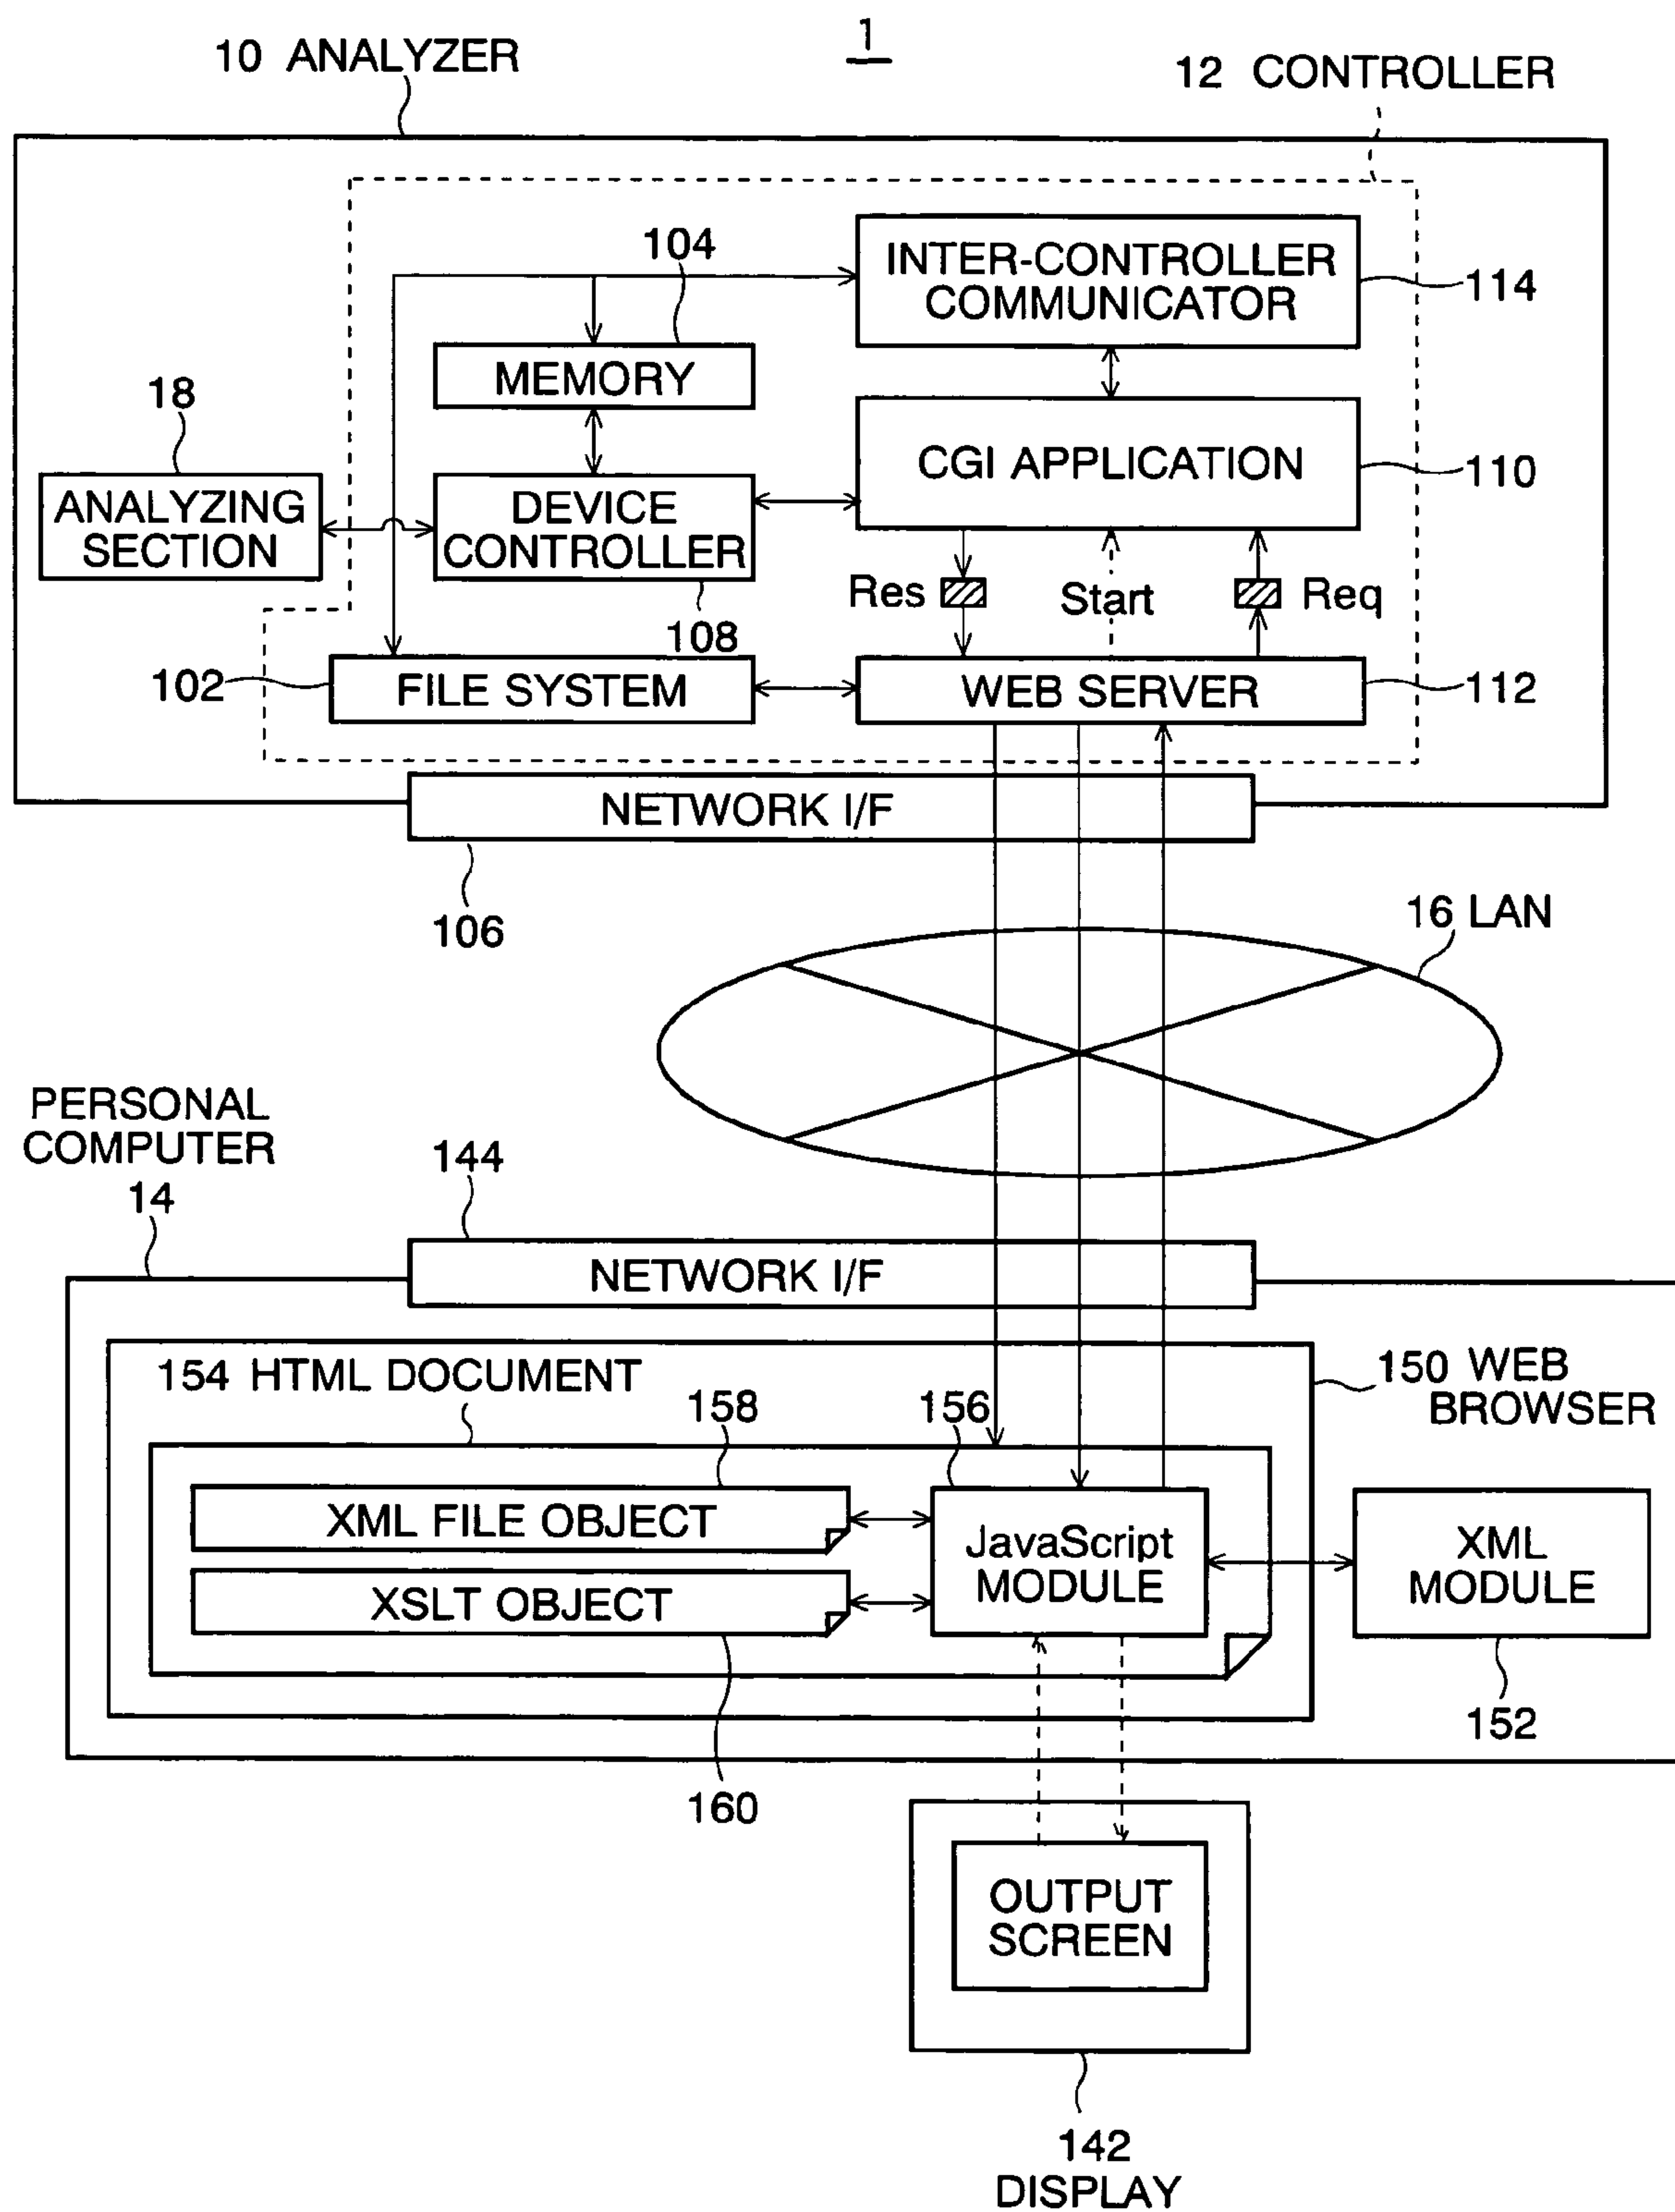 1
10 ANALYZER
12 CONTROLLER
104
INTER-CONTROLLER
COMMUNICATOR
114
MEMORY
18
CGI APPLICATION
110
ANALYZING
SECTION
DEVICE
CONTROLLER
Res
Start
Req
108
102
FILE SYSTEM
WEB SERVER
112
NETWORK I/F
106
16 LAN
PERSONAL
COMPUTER
14
144
NETWORK I/F
154 HTML DOCUMENT
150 WEB
BROWSER
158
156
XML FILE OBJECT
JavaScript
MODULE
XML
MODULE
XSLT OBJECT
152
160
OUTPUT
SCREEN
142
DISPLAY